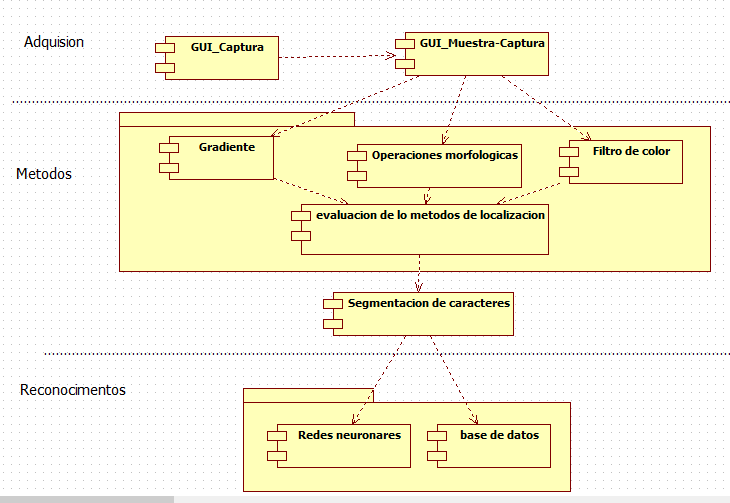 Adquision
GUI_Captura
GUI_Muestra-Captura
Metodos
Gradiente
Operaciones morfologicas
Filtro de color
evaluacion de lo metodos de localizacion
Segmentacion de caracteres
Reconocimentos
Redes neuronares
base de datos